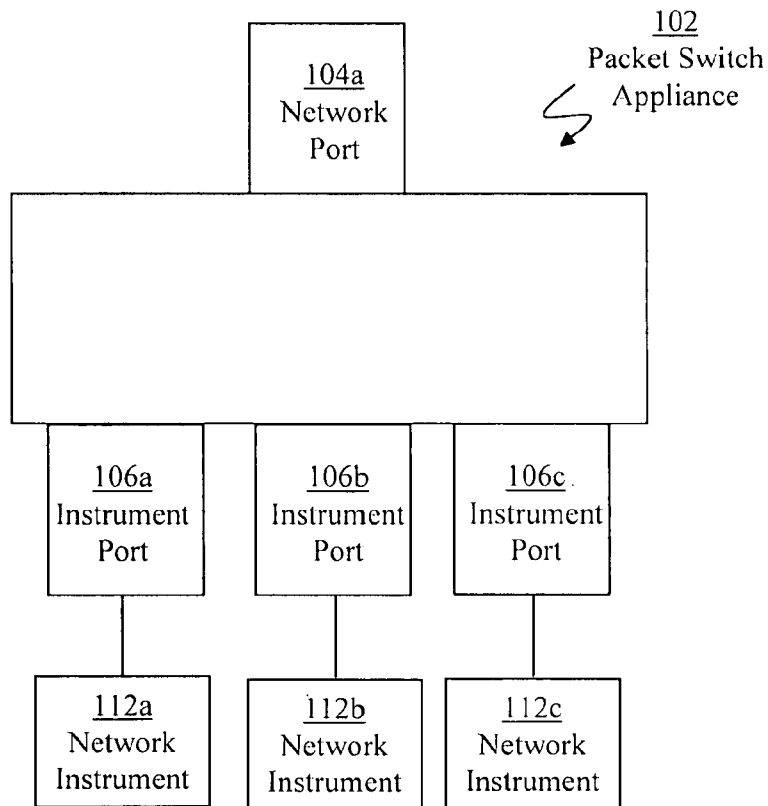 102
Packet Switch
Appliance
104a
Network
Port
106a
Instrument
Port
106b
Instrument
Port
106c
Instrument
Port
112a
Network
Instrument
112b
Network
Instrument
112c
Network
Instrument